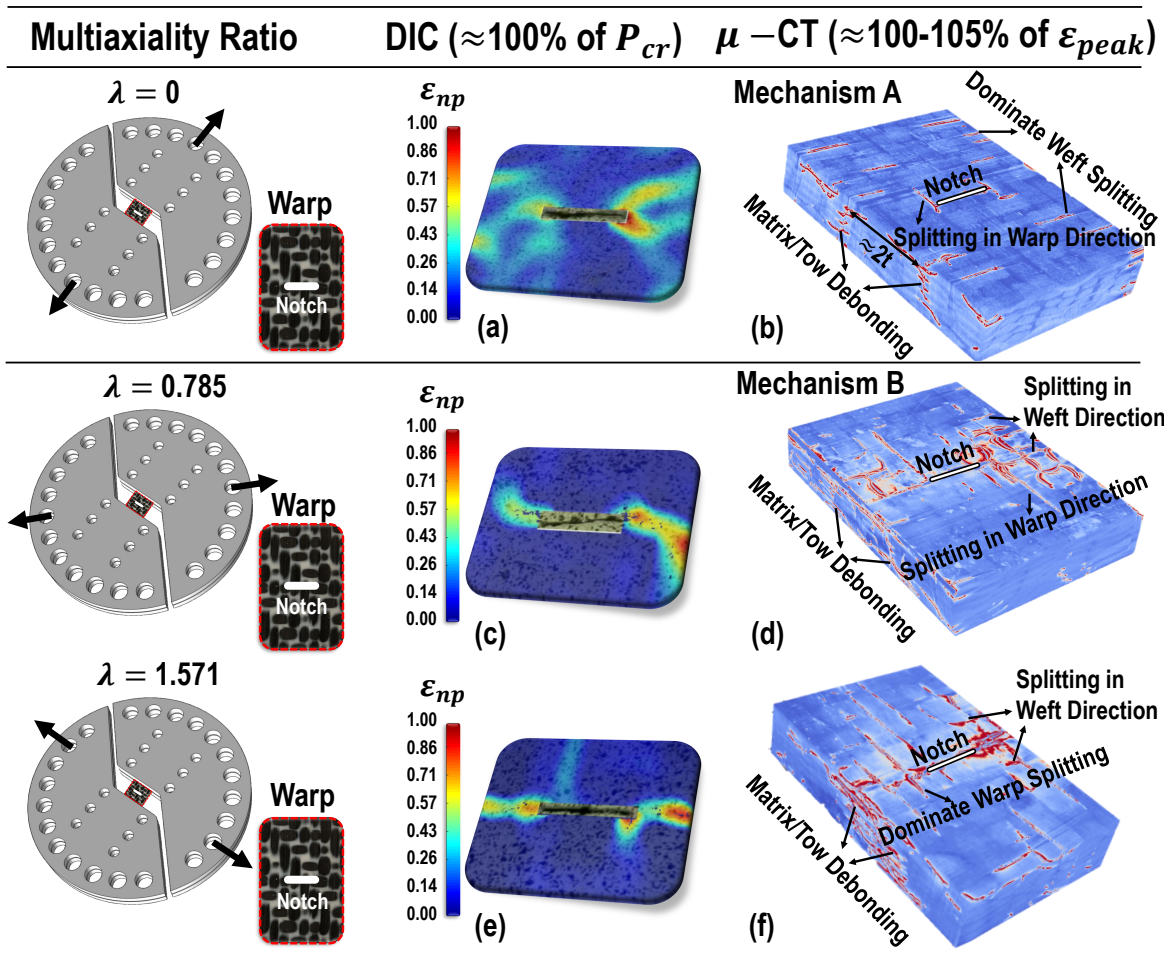 Multiaxiality Ratio
DIC (≈100% of P_cr)
μ −CT (≈100-105% of ε_peak)
λ = 0
Warp
Notch
ε_np
1.00
0.86
0.71
0.57
0.43
0.26
0.14
0.00
(a)
Mechanism A
Dominate Weft Splitting
Notch
Splitting in Warp Direction
≈2t
Matrix/Tow Debonding
(b)
λ = 0.785
Warp
Notch
ε_np
1.00
0.86
0.71
0.57
0.43
0.26
0.14
0.00
(c)
Mechanism B
Splitting in
Weft Direction
Notch
Splitting in Warp Direction
Matrix/Tow Debonding
(d)
λ = 1.571
Warp
Notch
ε_np
1.00
0.86
0.71
0.57
0.43
0.26
0.14
0.00
(e)
Splitting in
Weft Direction
Notch
Dominate Warp Splitting
Matrix/Tow Debonding
(f)